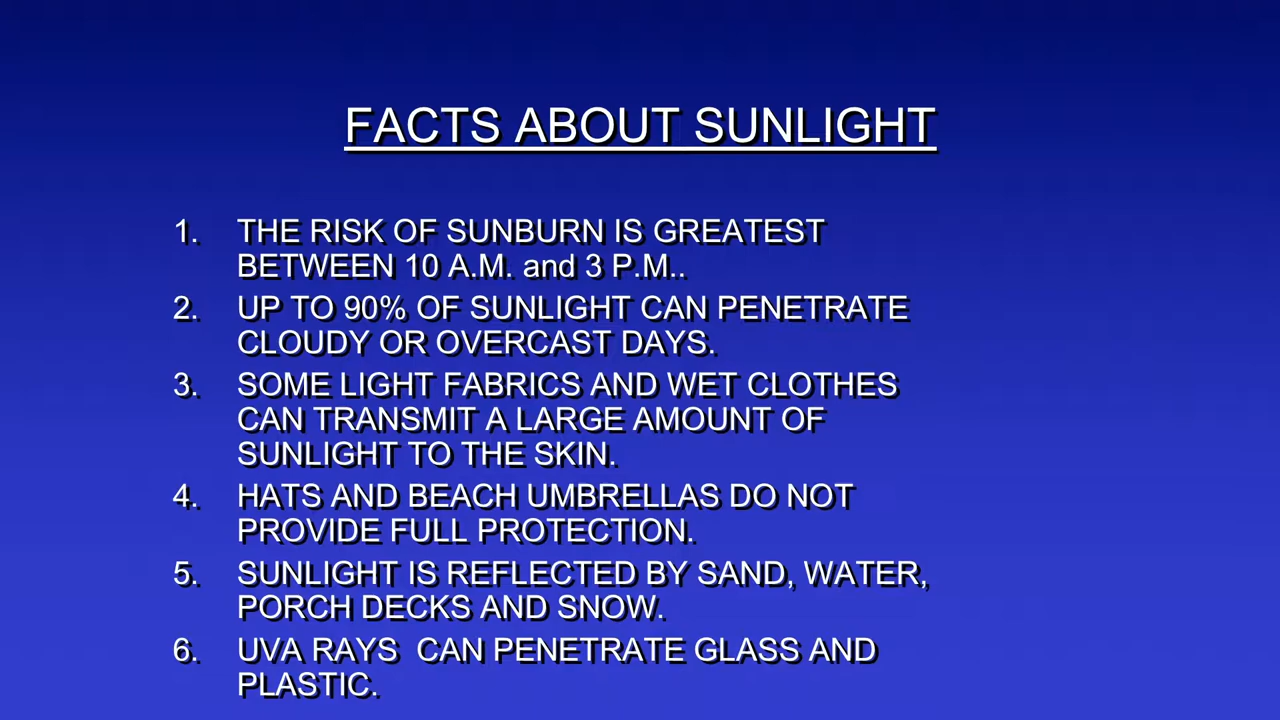 FACTS ABOUT SUNLIGHT
1. THE RISK OF SUNBURN IS GREATEST
BETWEEN 10 A.M. and 3 P.M..
2. UP TO 90% OF SUNLIGHT CAN PENETRATE
CLOUDY OR OVERCAST DAYS.
3. SOME LIGHT FABRICS AND WET CLOTHES
CAN TRANSMIT A LARGE AMOUNT OF
SUNLIGHT TO THE SKIN.
4. HATS AND BEACH UMBRELLAS DO NOT
PROVIDE FULL PROTECTION.
5. SUNLIGHT IS REFLECTED BY SAND, WATER,
PORCH DECKS AND SNOW.
6. UVA RAYS  CAN PENETRATE GLASS AND
PLASTIC.